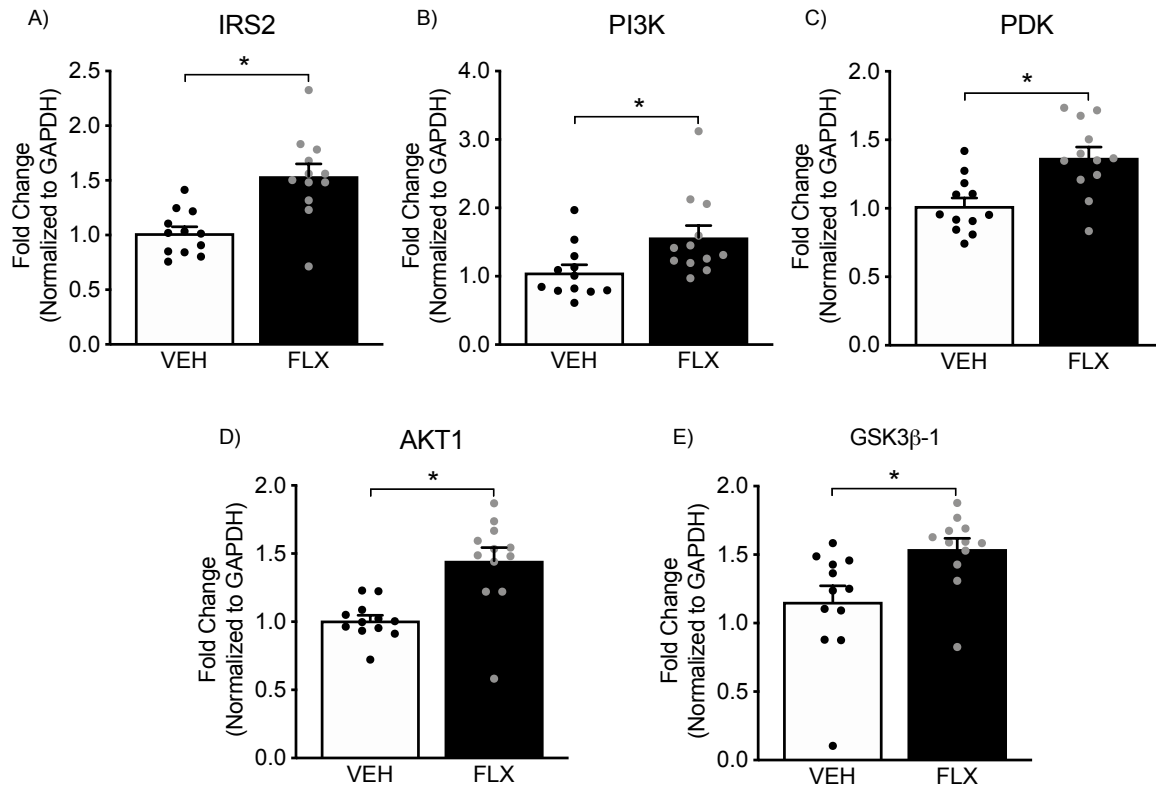 A)
IRS2
Fold Change
(Normalized to GAPDH)
2.5
2.0
1.5
1.0
0.5
0.0
*
VEH
FLX
B)
PI3K
Fold Change
(Normalized to GAPDH)
4.0
3.0
2.0
1.0
0.0
*
VEH
FLX
C)
PDK
Fold Change
(Normalized to GAPDH)
2.0
1.5
1.0
0.5
0.0
*
VEH
FLX
D)
AKT1
Fold Change
(Normalized to GAPDH)
2.0
1.5
1.0
0.5
0.0
*
VEH
FLX
E)
GSK3β-1
Fold Change
(Normalized to GAPDH)
2.0
1.5
1.0
0.5
0.0
*
VEH
FLX